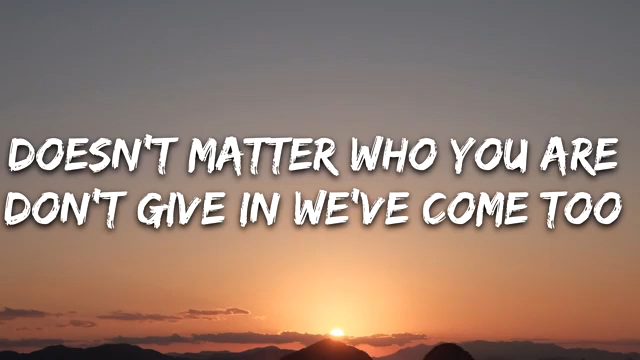 DOESN'T MATTER WHO YOU ARE
DON'T GIVE IN WE'VE COME TOO